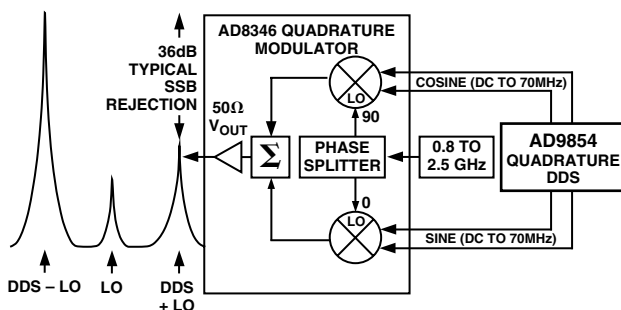 AD8346 QUADRATURE
MODULATOR
36dB
TYPICAL
SSB
REJECTION
50Ω
V_OUT
Σ
LO
90
PHASE
SPLITTER
0
LO
COSINE (DC TO 70MHz)
0.8 TO
2.5 GHz
AD9854
QUADRATURE
DDS
SINE (DC TO 70MHz)
DDS – LO
LO
DDS
+ LO